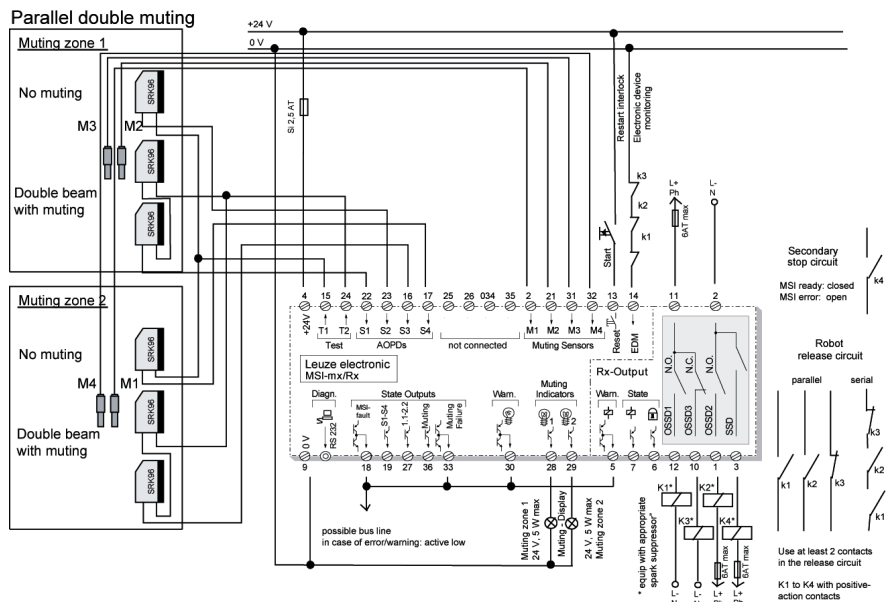 Parallel double muting
Muting zone 1
No muting
M3
M2
Double beam
with muting
SRK96
SRK96
SRK96
Muting zone 2
No muting
M4
M1
Double beam
with muting
SRK96
SRK96
SRK96
+24 V
0 V
Si 2,5 AT
Restart interlock
Electronic device
monitoring
Start
k3
k2
k1
L+
Ph
6AT max
L-
N
4 15 24 22 23 16 17 25 26 034 35 2 21 31 32 13 14 11 2
+24V
T1 T2 S1 S2 S3 S4 M1 M2 M3 M4
Reset
EDM
Test
AOPDs
not connected
Muting Sensors
Leuze electronic
MSI-mx/Rx
Rx-Output
Diagn.
State Outputs
Warn.
Muting
Indicators
Warn.
State
0 V
RS 232
MSI-
fault
S1-S4
1.1-2.2
Muting
Muting
Failure
1
2
N.O.
N.C.
N.O.
OSSD1
OSSD3
OSSD2
SSD
9 18 19 27 36 33 30 28 29 5 7 6 12 10 1 3
possible bus line
in case of error/warning: active low
Muting zone 1
24 V, 5 W max
Muting - Display
24 V, 5 W max
Muting zone 2
* equip with appropriate
spark suppressor*
K1*
K2*
K3*
K4*
6AT max
6AT max
L-
N
L-
N
L+
Ph
L+
Ph
Secondary
stop circuit
MSI ready: closed
MSI error: open
k4
Robot
release circuit
parallel
serial
k1
k2
k3
k3
k2
k1
Use at least 2 contacts
in the release circuit
K1 to K4 with positive-
action contacts